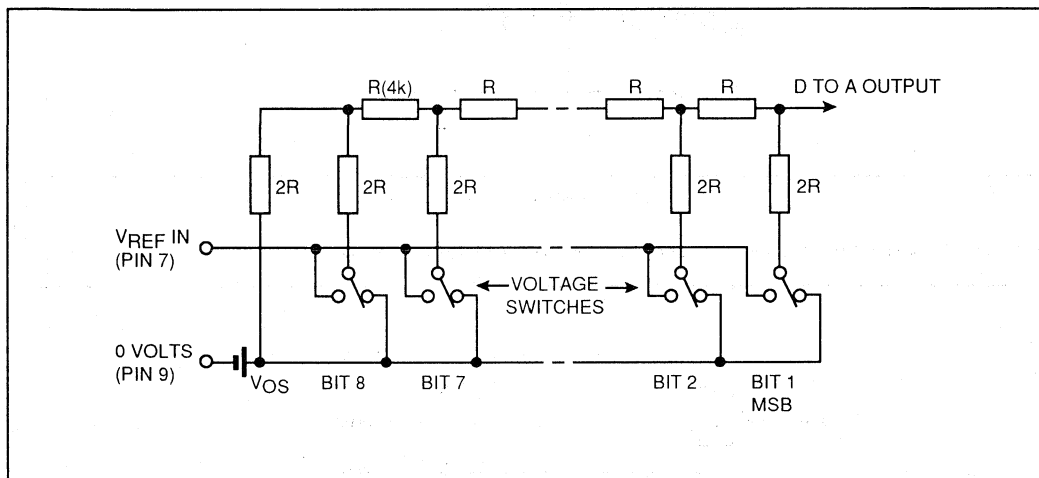 R(4k) R R R D TO A OUTPUT
2R 2R 2R 2R 2R
VREF IN
(PIN 7)
VOLTAGE
SWITCHES
0 VOLTS
(PIN 9)
VOS BIT 8 BIT 7 BIT 2 BIT 1
MSB